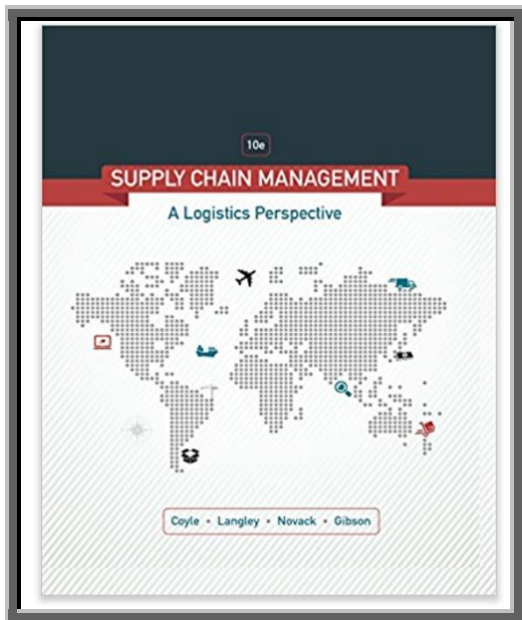 10e
SUPPLY CHAIN MANAGEMENT
A Logistics Perspective
Coyle • Langley • Novack • Gibson